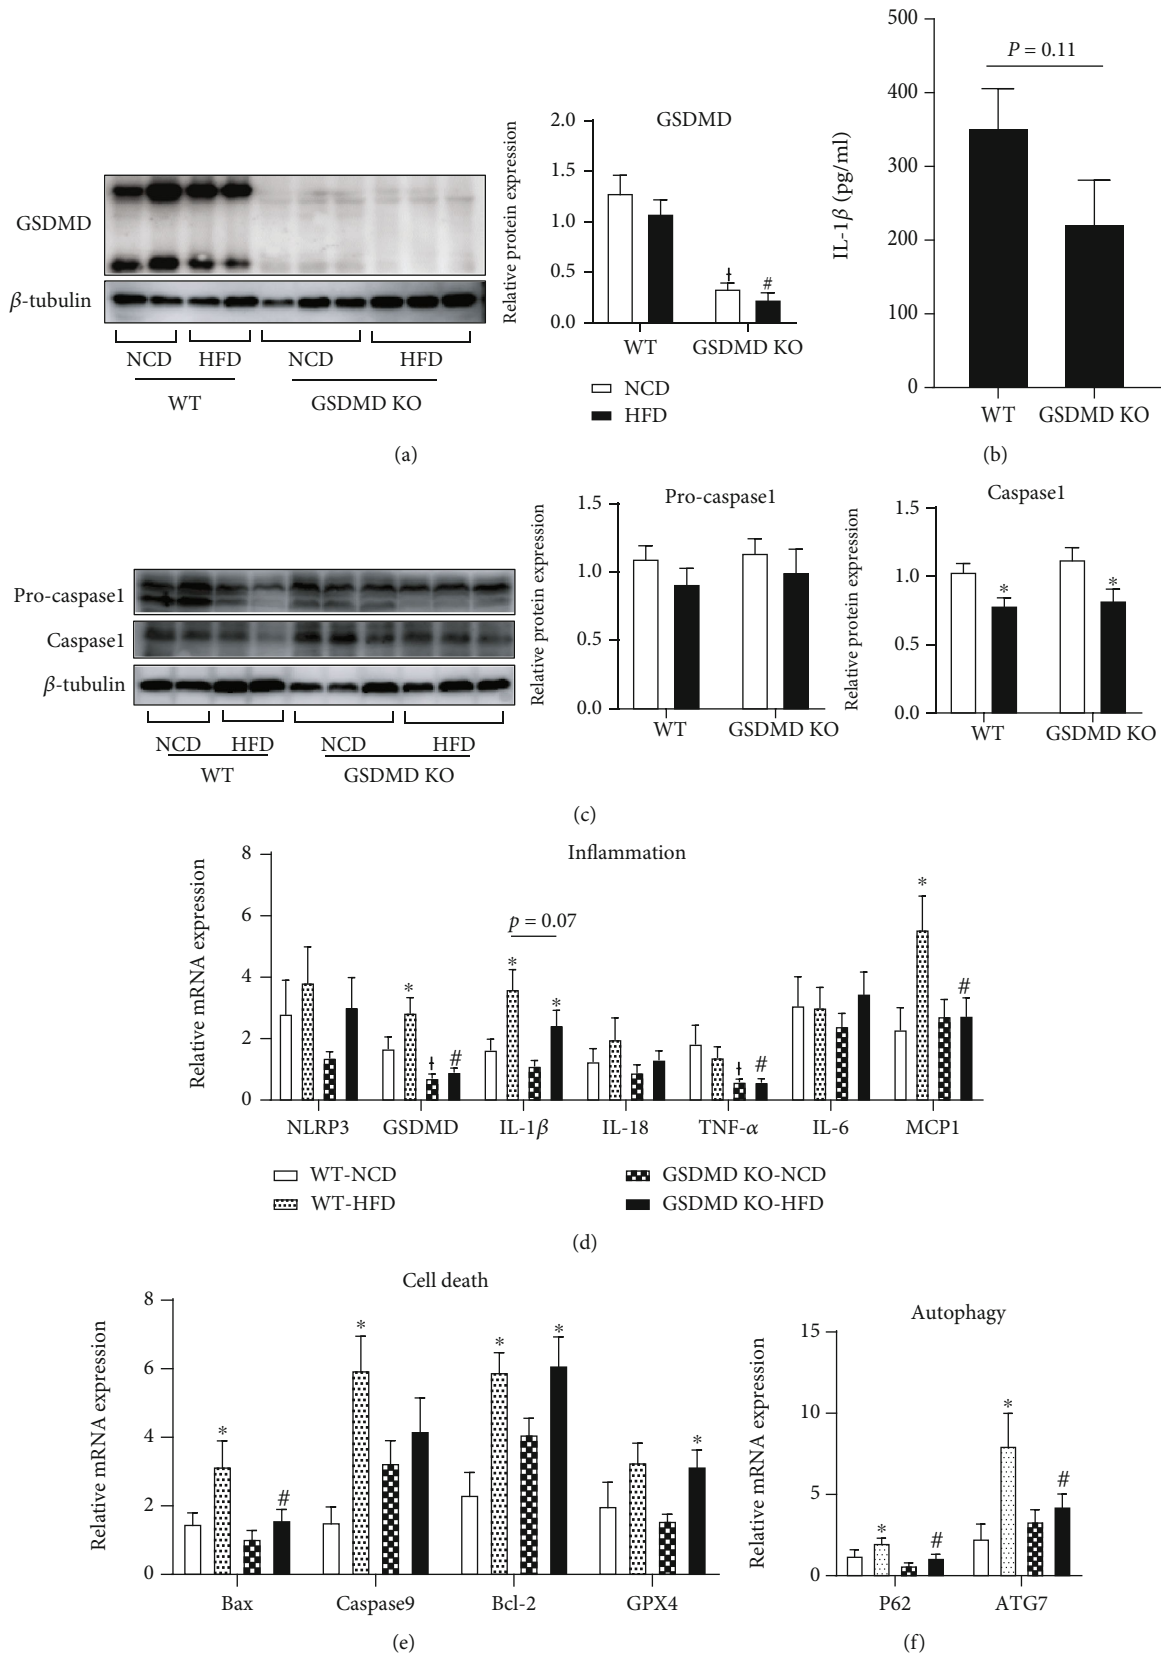 GSDMD
β-tubulin
NCD HFD NCD HFD
WT GSDMD KO
GSDMD
Relative protein expression
2.0
1.5
1.0
0.5
0.0
ƚ
#
WT GSDMD KO
NCD
HFD
(a)
IL-1β (pg/ml)
500
400
300
200
100
0
P = 0.11
WT GSDMD KO
(b)
Pro-caspase1
Caspase1
β-tubulin
NCD HFD NCD HFD
WT GSDMD KO
Pro-caspase1
Relative protein expression
1.5
1.0
0.5
0.0
WT GSDMD KO
Caspase1
Relative protein expression
1.5
1.0
0.5
0.0
* *
WT GSDMD KO
(c)
Inflammation
Relative mRNA expression
8
6
4
2
0
p = 0.07
* ƚ # * * ƚ # * #
NLRP3 GSDMD IL-1β IL-18 TNF-α IL-6 MCP1
WT-NCD GSDMD KO-NCD
WT-HFD GSDMD KO-HFD
(d)
Cell death
Relative mRNA expression
8
6
4
2
0
* # * * * *
Bax Caspase9 Bcl-2 GPX4
(e)
Autophagy
Relative mRNA expression
15
10
5
0
* # * #
P62 ATG7
(f)